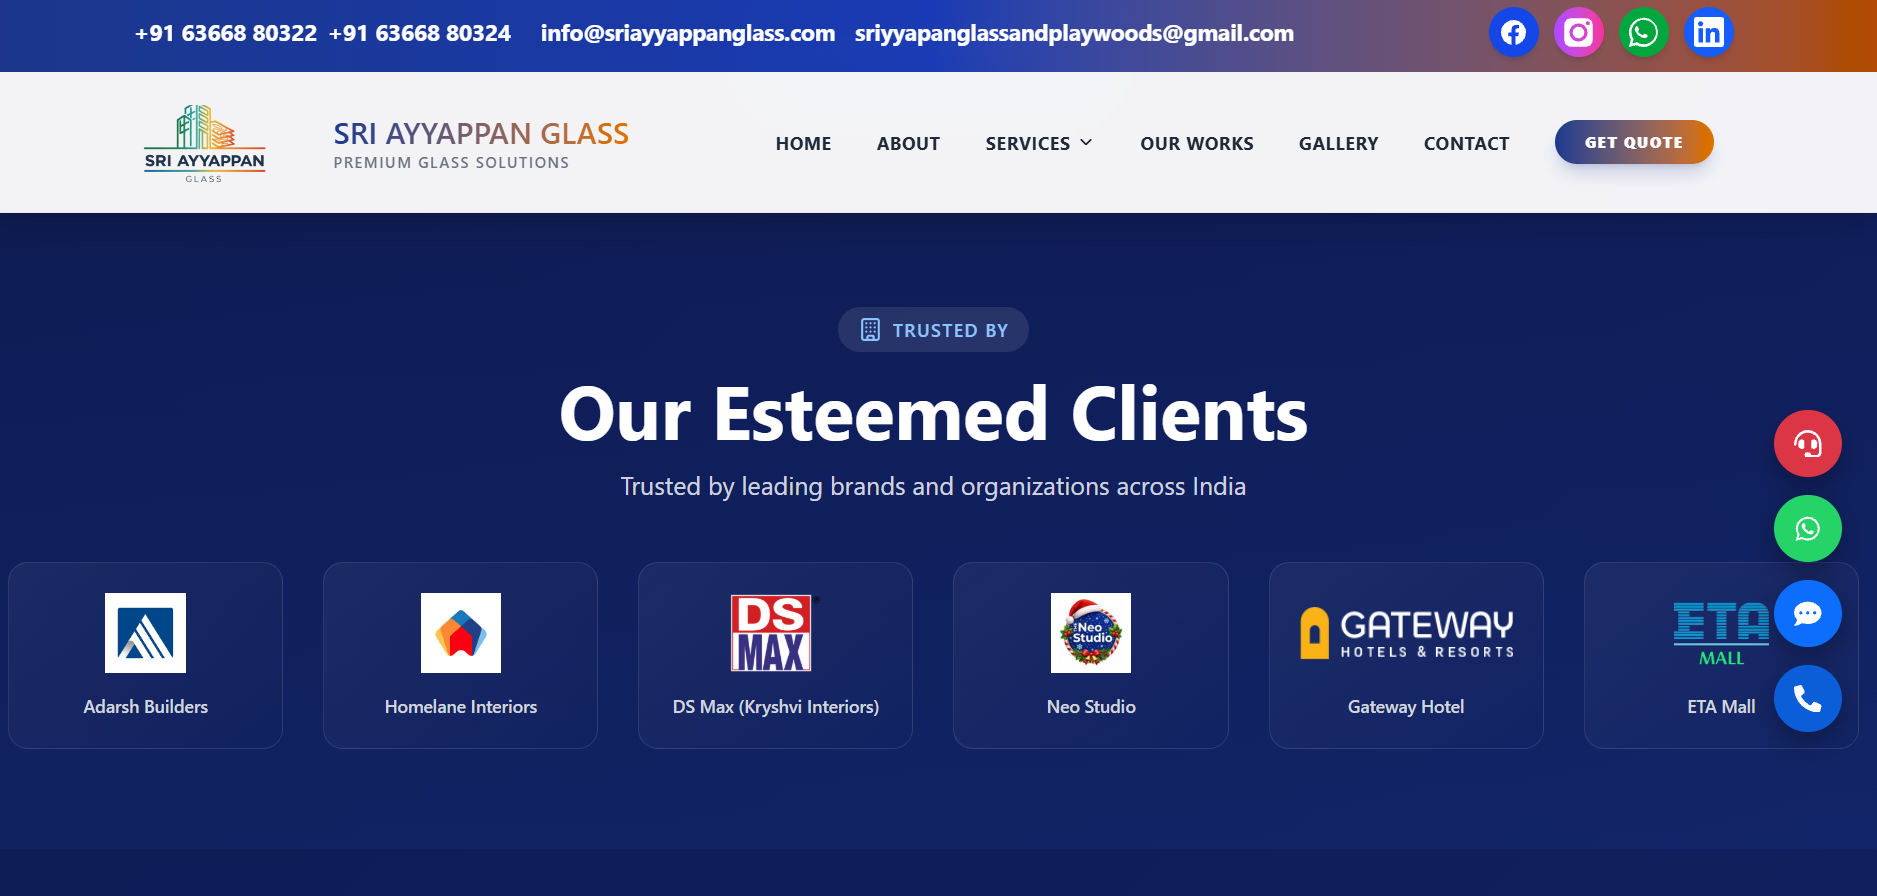 +91 63668 80322 +91 63668 80324 info@sriayyappanglass.com sriyyapanglassandplaywoods@gmail.com
SRI AYYAPPAN
GLASS
SRI AYYAPPAN GLASS
PREMIUM GLASS SOLUTIONS
HOME ABOUT SERVICES OUR WORKS GALLERY CONTACT GET QUOTE
TRUSTED BY
Our Esteemed Clients
Trusted by leading brands and organizations across India
Adarsh Builders
Homelane Interiors
DS
MAX
DS Max (Kryshvi Interiors)
Neo
Studio
Neo Studio
GATEWAY
HOTELS & RESORTS
Gateway Hotel
ETA
MALL
ETA Mall